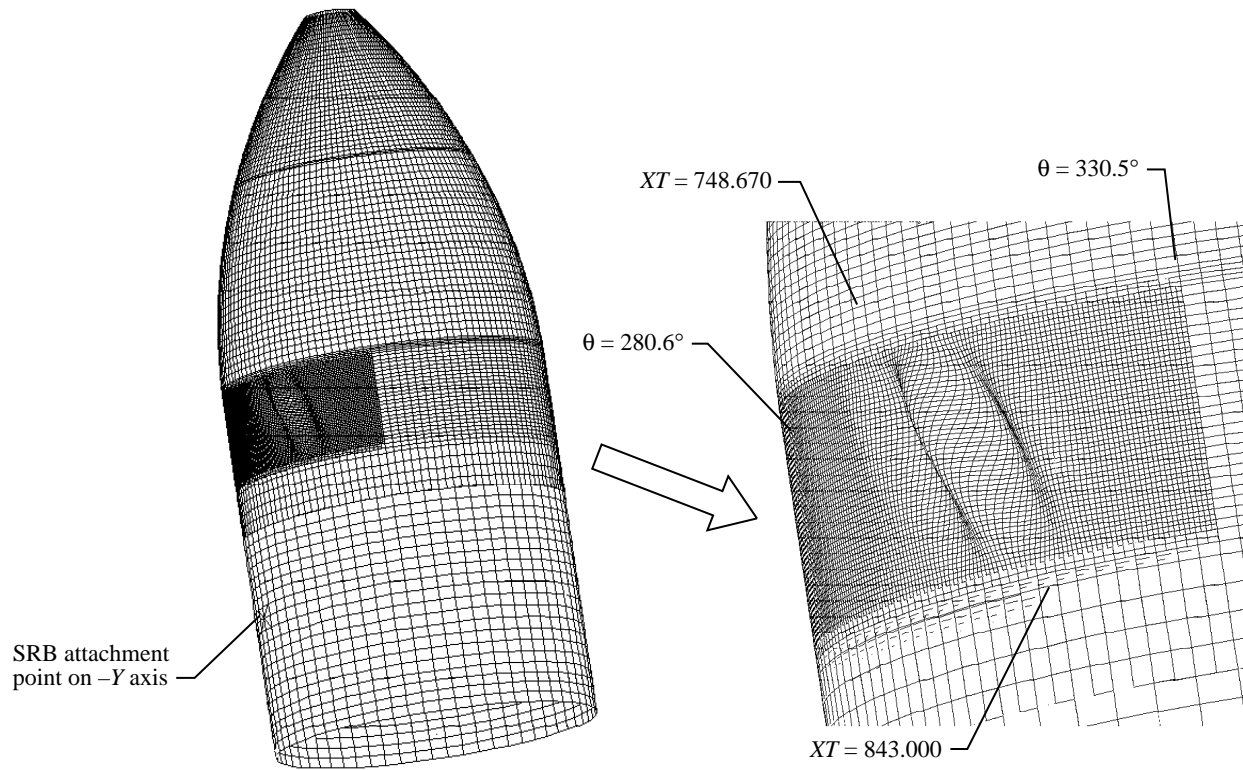 θ = 330.5°
XT = 748.670
θ = 280.6°
SRB attachment
point on –Y axis
XT = 843.000